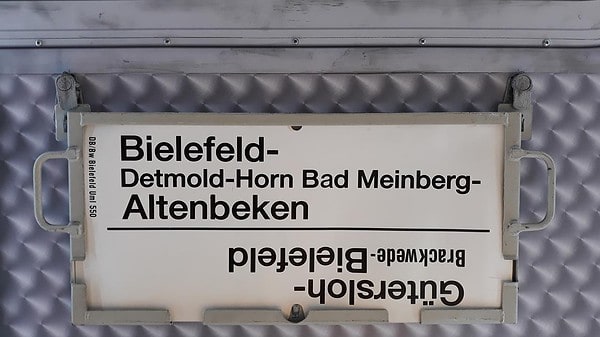 Bielefeld-
Detmold-Horn Bad Meinberg-
Altenbeken
Gütersloh-
Brackwede-Bielefeld
DB/Bw Bielefeld Uml 550